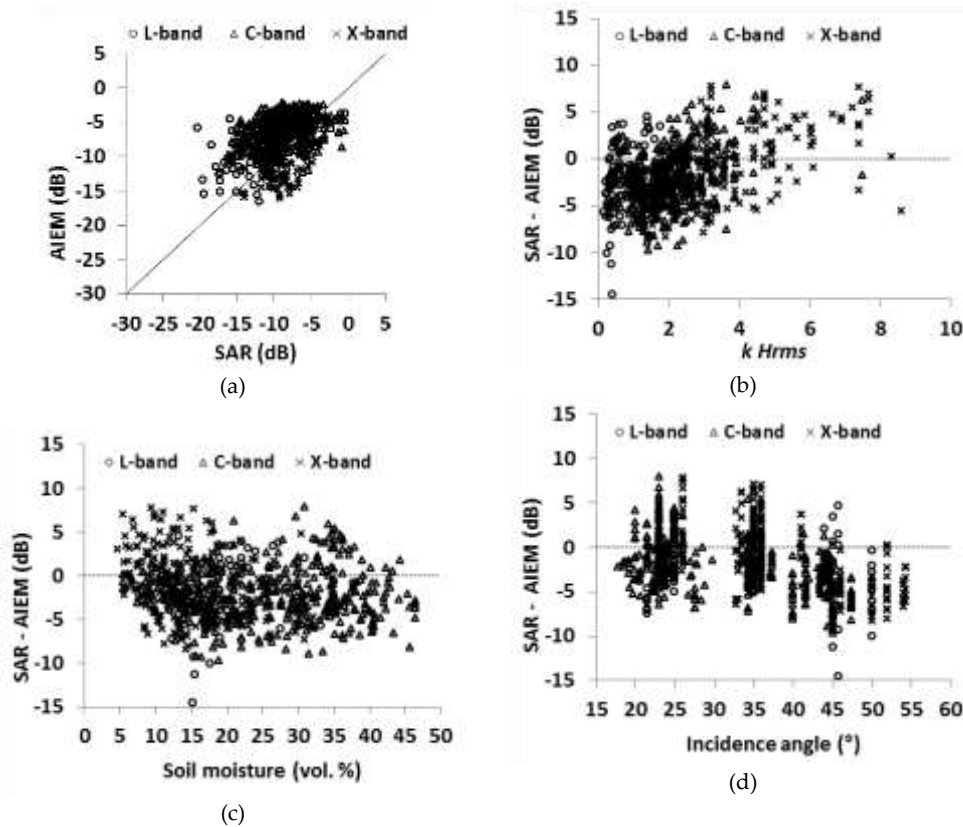 L-band C-band X-band
5
0
-5
-10
-15
-20
-25
-30
AIEM (dB)
-30 -25 -20 -15 -10 -5 0 5
SAR (dB)
(a)
L-band C-band X-band
15
10
5
0
-5
-10
-15
SAR - AIEM (dB)
0 2 4 6 8 10
k Hrms
(b)
15
10
5
0
-5
-10
-15
L-band C-band X-band
SAR - AIEM (dB)
0 5 10 15 20 25 30 35 40 45 50
Soil moisture (vol. %)
(c)
15
10
5
0
-5
-10
-15
L-band C-band X-band
SAR - AIEM (dB)
15 20 25 30 35 40 45 50 55 60
Incidence angle (°)
(d)